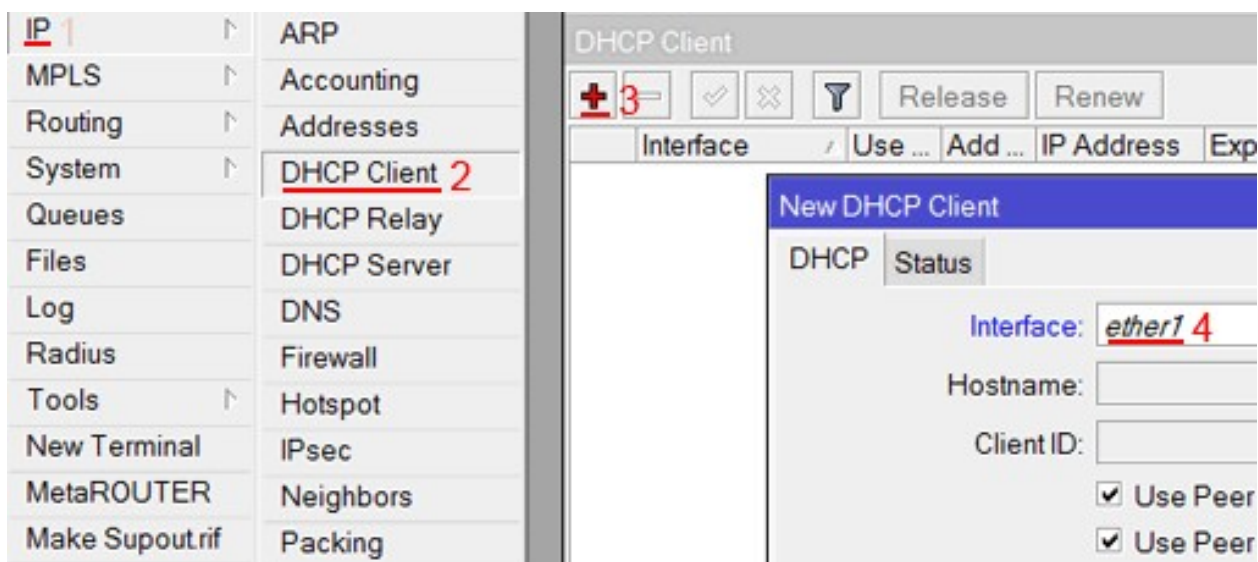 IP 1
MPLS
Routing
System
Queues
Files
Log
Radius
Tools
New Terminal
MetaROUTER
Make Supout.rif
ARP
Accounting
Addresses
DHCP Client 2
DHCP Relay
DHCP Server
DNS
Firewall
Hotspot
IPsec
Neighbors
Packing
DHCP Client
3 Release Renew
Interface Use ... Add ... IP Address Exp
New DHCP Client
DHCP Status
Interface: ether1 4
Hostname:
Client ID:
Use Peer
Use Peer